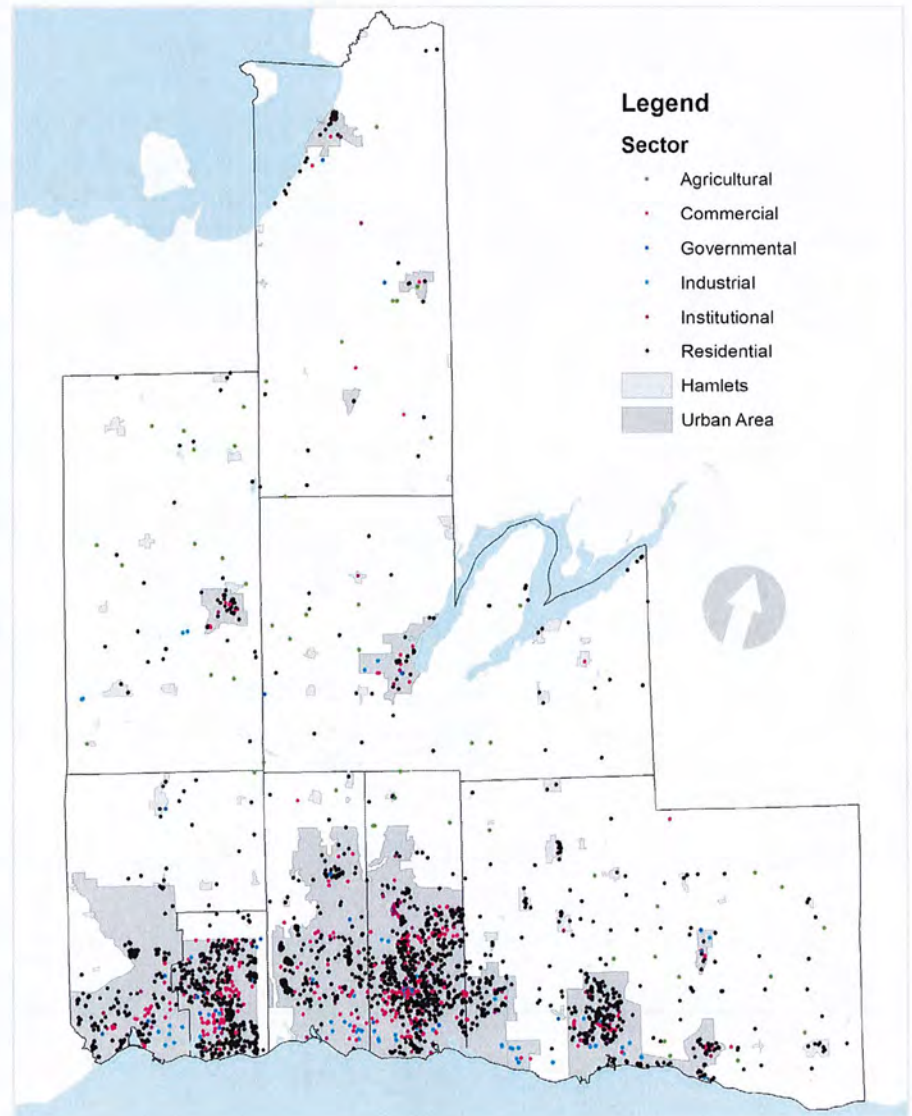 Legend
Sector
Agricultural
Commercial
Governmental
Industrial
Institutional
Residential
Hamlets
Urban Area